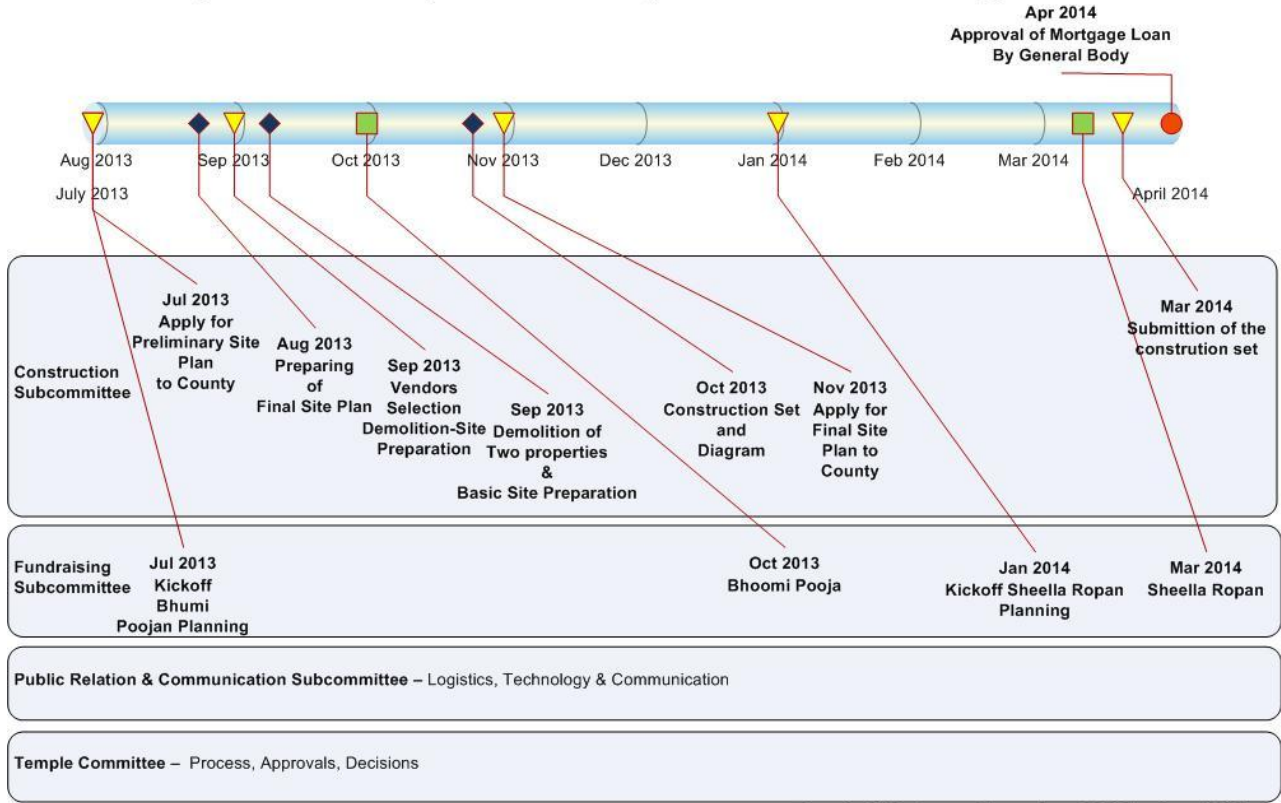 Apr 2014
Approval of Mortgage Loan
By General Body
Aug 2013
Sep 2013
Oct 2013
Nov 2013
Dec 2013
Jan 2014
Feb 2014
Mar 2014
July 2013
April 2014
Construction
Subcommittee
Jul 2013
Apply for
Preliminary Site
Plan
to County
Aug 2013
Preparing
of
Final Site Plan
Sep 2013
Vendors
Selection
Demolition-Site
Preparation
Sep 2013
Demolition of
Two properties
&
Basic Site Preparation
Oct 2013
Construction Set
and
Diagram
Nov 2013
Apply for
Final Site
Plan to
County
Mar 2014
Submittion of the
constrution set
Fundraising
Subcommittee
Jul 2013
Kickoff
Bhumi
Poojan Planning
Oct 2013
Bhoomi Pooja
Jan 2014
Kickoff Sheella Ropan
Planning
Mar 2014
Sheella Ropan
Public Relation & Communication Subcommittee – Logistics, Technology & Communication
Temple Committee – Process, Approvals, Decisions